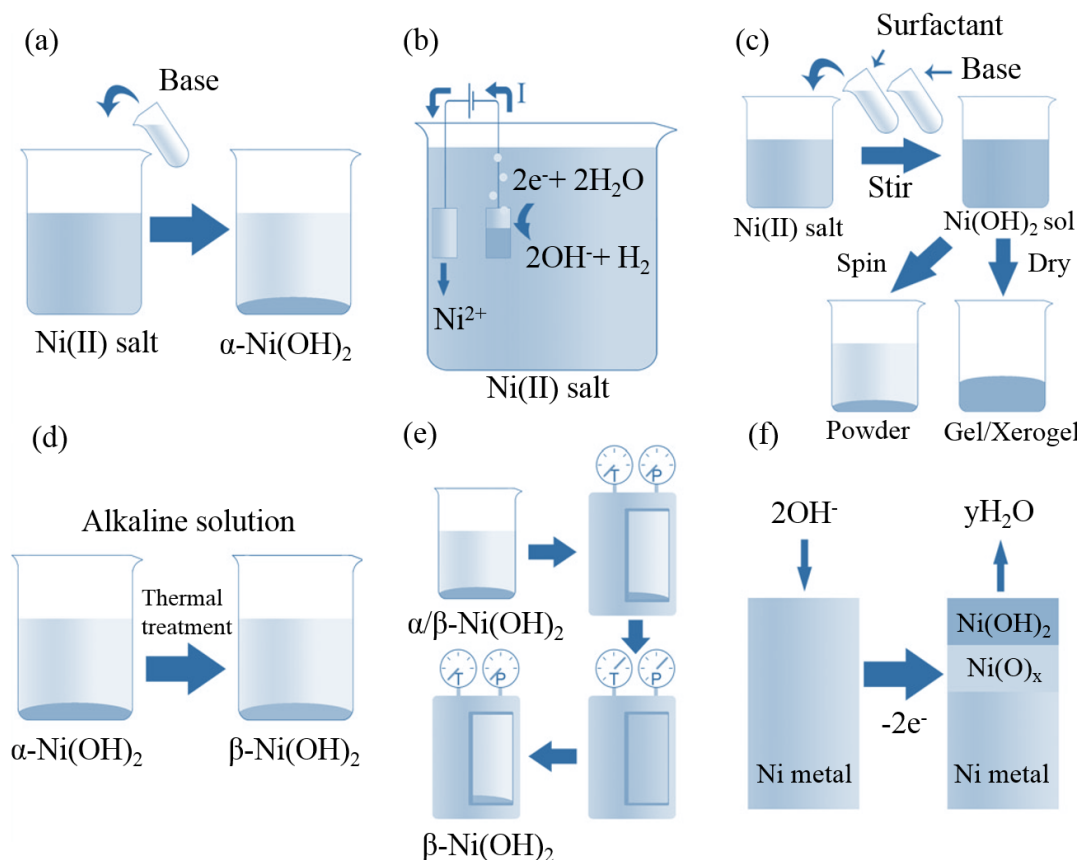 (a)
Base
Ni(II) salt
α-Ni(OH)₂
(b)
I
2e⁻+ 2H₂O
2OH⁻+ H₂
Ni²⁺
Ni(II) salt
(c)
Surfactant
Base
Stir
Ni(II) salt
Ni(OH)₂ sol
Spin
Dry
Powder
Gel/Xerogel
(d)
Alkaline solution
Thermal
treatment
α-Ni(OH)₂
β-Ni(OH)₂
(e)
T
P
α/β-Ni(OH)₂
T
P
T
P
β-Ni(OH)₂
(f)
2OH⁻
yH₂O
Ni(OH)₂
Ni(O)ₓ
-2e⁻
Ni metal
Ni metal